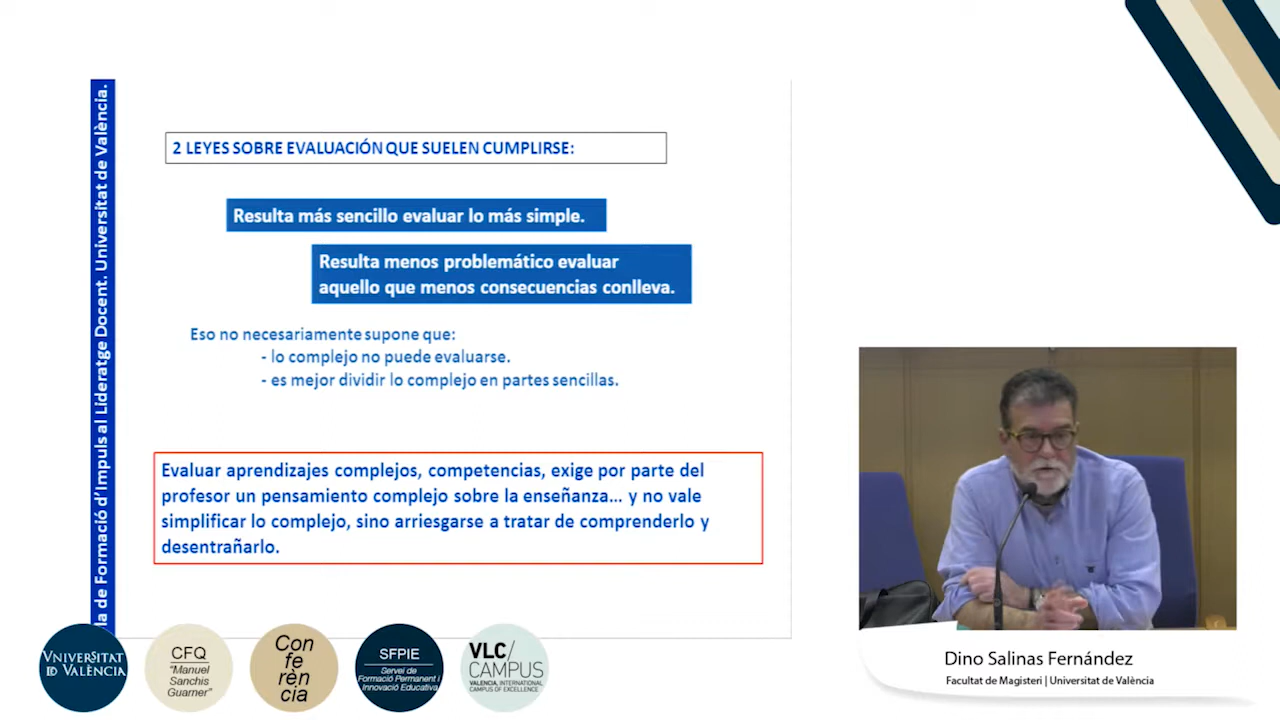 la de Formació d'Impuls al Lideratge Docent. Universitat de València.
2 LEYES SOBRE EVALUACIÓN QUE SUELEN CUMPLIRSE:
Resulta más sencillo evaluar lo más simple.
Resulta menos problemático evaluar
aquello que menos consecuencias conlleva.
Eso no necesariamente supone que:
- lo complejo no puede evaluarse.
- es mejor dividir lo complejo en partes sencillas.
Evaluar aprendizajes complejos, competencias, exige por parte del
profesor un pensamiento complejo sobre la enseñanza... y no vale
simplificar lo complejo, sino arriesgarse a tratar de comprenderlo y
desentrañarlo.
VNIVERSITAT
ID VALÈNCIA
CFQ
"Manuel
Sanchis
Guarner"
Con
fe
rèn
cia
SFPIE
Servei de
Formació Permanent i
Innovació Educativa
VLC/
CAMPUS
VALENCIA, INTERNATIONAL
CAMPUS OF EXCELLENCE
Dino Salinas Fernández
Facultat de Magisteri | Universitat de València